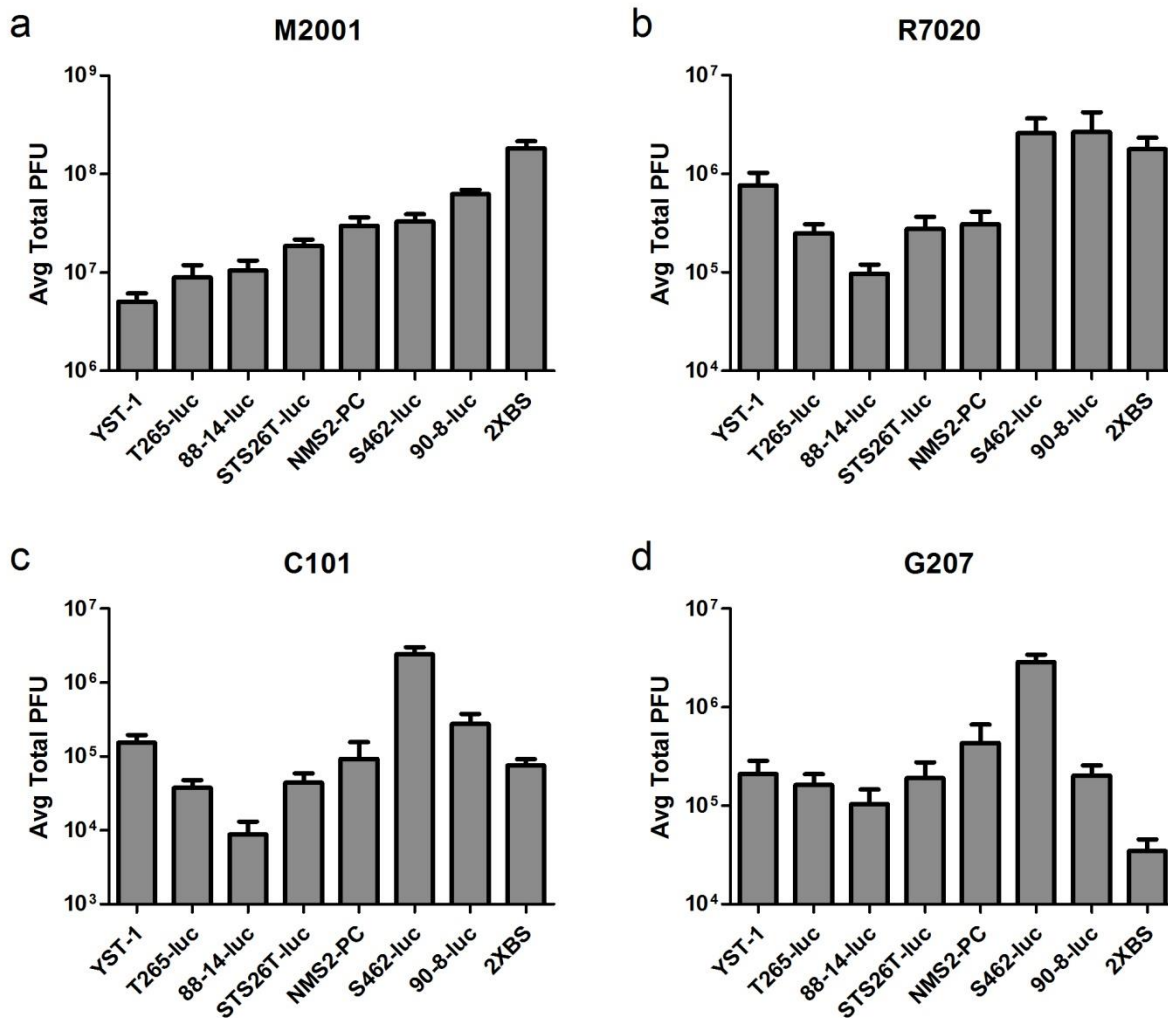 a
M2001
Avg Total PFU
10⁹
10⁸
10⁷
10⁶
YST-1
T265-luc
88-14-luc
STS26T-luc
NMS2-PC
S462-luc
90-8-luc
2XBS
b
R7020
Avg Total PFU
10⁷
10⁶
10⁵
10⁴
YST-1
T265-luc
88-14-luc
STS26T-luc
NMS2-PC
S462-luc
90-8-luc
2XBS
c
C101
Avg Total PFU
10⁷
10⁶
10⁵
10⁴
10³
YST-1
T265-luc
88-14-luc
STS26T-luc
NMS2-PC
S462-luc
90-8-luc
2XBS
d
G207
Avg Total PFU
10⁷
10⁶
10⁵
10⁴
YST-1
T265-luc
88-14-luc
STS26T-luc
NMS2-PC
S462-luc
90-8-luc
2XBS